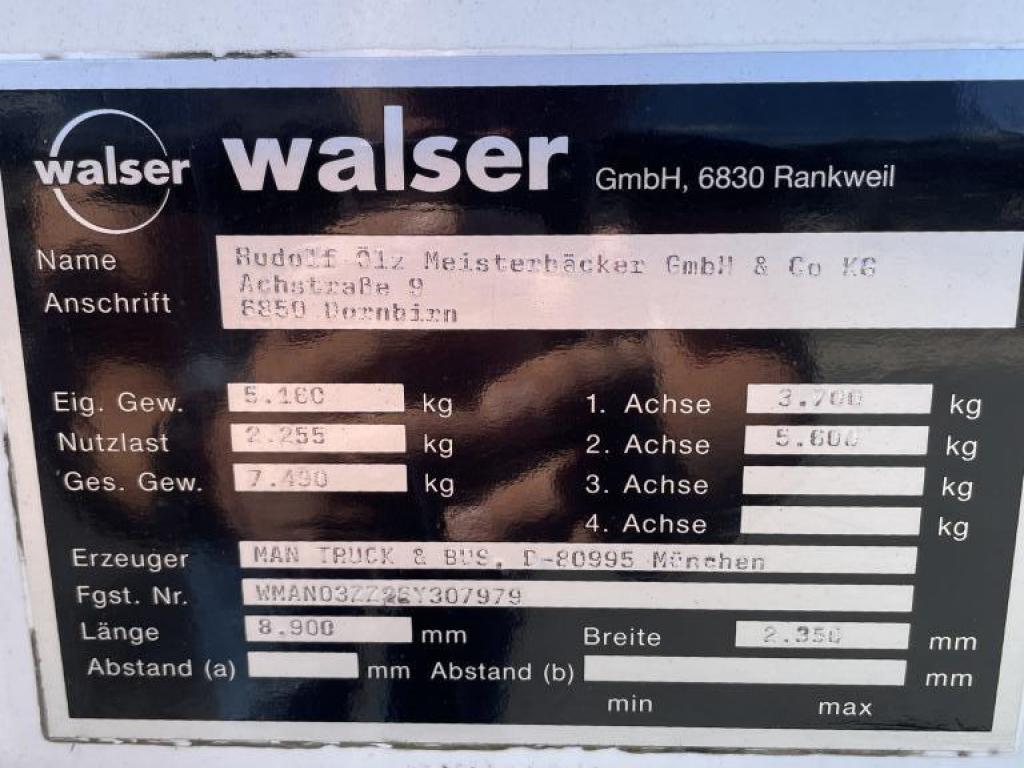 walser walser GmbH, 6830 Rankweil
Name Rudolf Ölz Meisterbäcker GmbH & Co KG
Anschrift Achstraße 9
6850 Dornbirn
Eig. Gew. 5.160 kg 1. Achse 3.700 kg
Nutzlast 2.255 kg 2. Achse 5.600 kg
Ges. Gew. 7.490 kg 3. Achse kg
4. Achse kg
Erzeuger MAN TRUCK & BUS, D-80995 München
Fgst. Nr. WMAN03ZZ2EY307979
Länge 8.900 mm Breite 2.350 mm
Abstand (a) mm Abstand (b) mm
min max